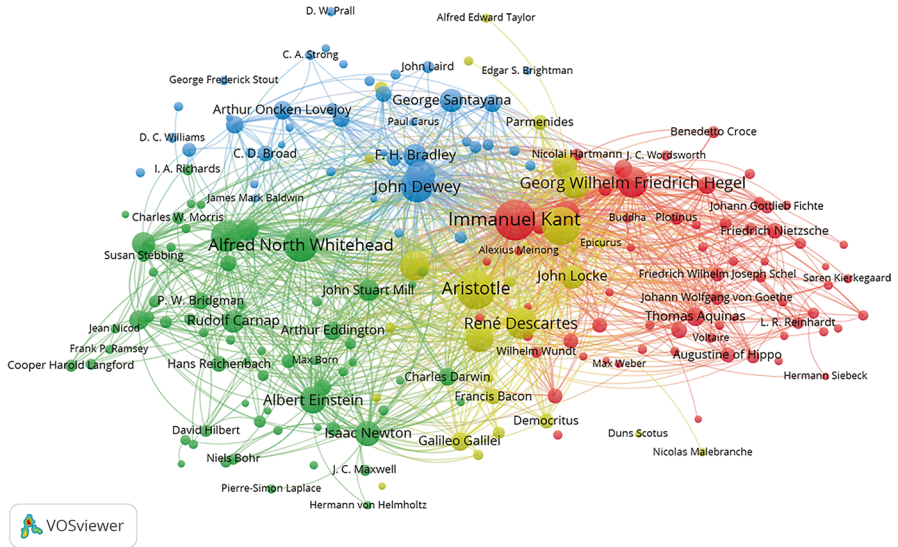 D. W. Prall
Alfred Edward Taylor
C. A. Strong
John Laird
Edgar S. Brightman
George Frederick Stout
Arthur Oncken Lovejoy
George Santayana
Paul Carus
Parmenides
Benedetto Croce
D. C. Williams
C. D. Broad
F. H. Bradley
Nicolai Hartmann
J. C. Wordsworth
I. A. Richards
John Dewey
Georg Wilhelm Friedrich Hegel
James Mark Baldwin
Johann Gottlieb Fichte
Charles W. Morris
Immanuel Kant
Buddha
Plotinus
Friedrich Nietzsche
Alfred North Whitehead
Alexius Meinong
Epicurus
Susan Stebbing
John Stuart Mill
Aristotle
John Locke
Friedrich Wilhelm Joseph Schel
Søren Kierkegaard
P. W. Bridgman
Johann Wolfgang von Goethe
Jean Nicod
Rudolf Carnap
Arthur Eddington
René Descartes
Thomas Aquinas
L. R. Reinhardt
Frank P. Ramsey
Voltaire
Cooper Harold Langford
Hans Reichenbach
Max Born
Wilhelm Wundt
Max Weber
Augustine of Hippo
Charles Darwin
Hermann Siebeck
Albert Einstein
Francis Bacon
David Hilbert
Isaac Newton
Galileo Galilei
Democritus
Duns Scotus
Nicolas Malebranche
Niels Bohr
J. C. Maxwell
Pierre-Simon Laplace
Hermann von Helmholtz
VOSviewer